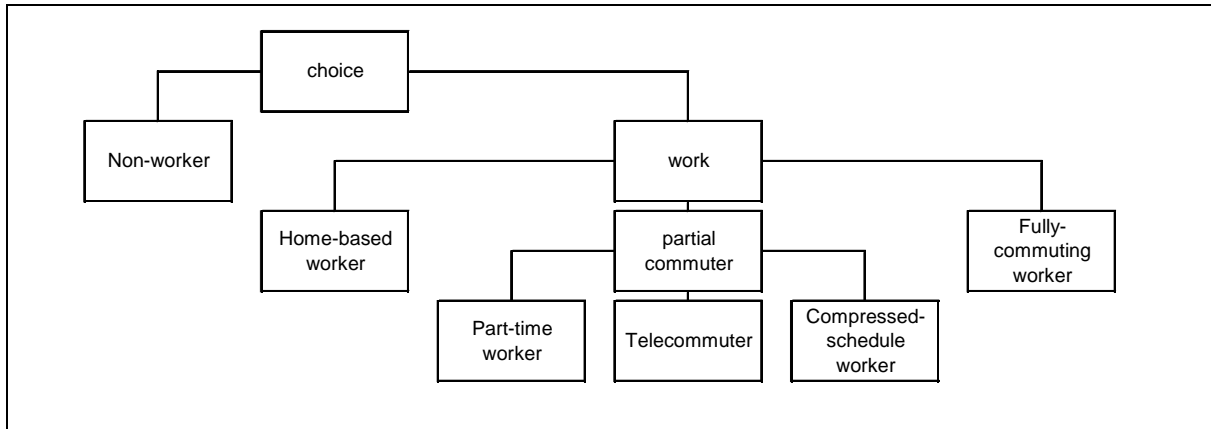 choice
Non-worker
work
Home-based
worker
partial
commuter
Fully-
commuting
worker
Part-time
worker
Telecommuter
Compressed-
schedule
worker